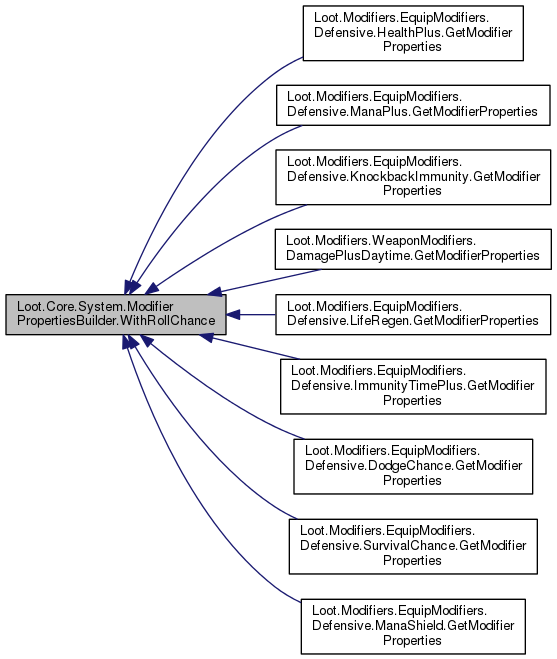 Loot.Modifiers.EquipModifiers.
Defensive.HealthPlus.GetModifier
Properties
Loot.Modifiers.EquipModifiers.
Defensive.ManaPlus.GetModifierProperties
Loot.Modifiers.EquipModifiers.
Defensive.KnockbackImmunity.GetModifier
Properties
Loot.Modifiers.WeaponModifiers.
DamagePlusDaytime.GetModifierProperties
Loot.Core.System.Modifier
PropertiesBuilder.WithRollChance
Loot.Modifiers.EquipModifiers.
Defensive.LifeRegen.GetModifierProperties
Loot.Modifiers.EquipModifiers.
Defensive.ImmunityTimePlus.GetModifier
Properties
Loot.Modifiers.EquipModifiers.
Defensive.DodgeChance.GetModifier
Properties
Loot.Modifiers.EquipModifiers.
Defensive.SurvivalChance.GetModifier
Properties
Loot.Modifiers.EquipModifiers.
Defensive.ManaShield.GetModifier
Properties